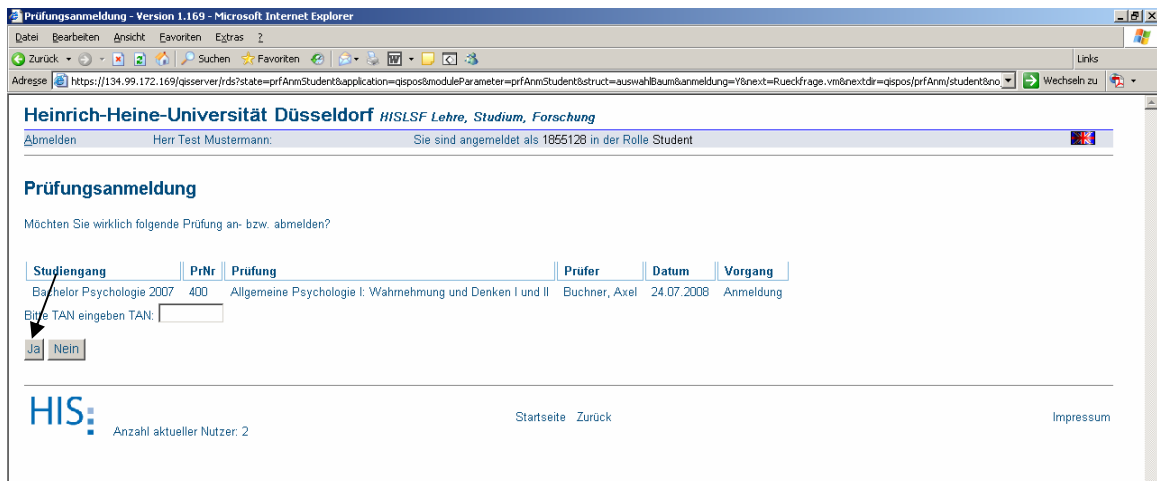 Prüfungsanmeldung - Version 1.169 - Microsoft Internet Explorer
Datei Bearbeiten Ansicht Favoriten Extras ?
Zurück Suchen Favoriten Links
Adresse https://134.99.172.169/qisserver/rds?state=prfAnmStudent&application=qispos&moduleParameter=prfAnmStudent&struct=auswahlBaum&anmeldung=Y&next=Rueckfrage.vm&nextdir=qispos/prfAnm/student&no Wechseln zu
Heinrich-Heine-Universität Düsseldorf HISLSF Lehre, Studium, Forschung
Abmelden Herr Test Mustermann: Sie sind angemeldet als 1855128 in der Rolle Student
Prüfungsanmeldung
Möchten Sie wirklich folgende Prüfung an- bzw. abmelden?
Studiengang PrNr Prüfung Prüfer Datum Vorgang
Bachelor Psychologie 2007 400 Allgemeine Psychologie I: Wahrnehmung und Denken I und II Buchner, Axel 24.07.2008 Anmeldung
Bitte TAN eingeben TAN:
Ja Nein
HIS:
Startseite Zurück Impressum
Anzahl aktueller Nutzer: 2